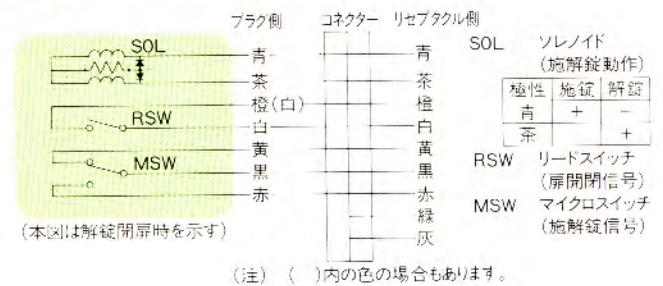 プラグ側 コネクター リセプタクル側
SOL
青 青
茶 茶
橙(白) 橙
RSW
白 白
黄 黄
MSW
黒 黒
赤 赤
緑
灰
(本図は解錠開扉時を示す)
SOL ソレノイド
(施解錠動作)
極性 施錠 解錠
青 + −
茶 +
RSW リードスイッチ
(扉開閉信号)
MSW マイクロスイッチ
(施解錠信号)
(注) ( )内の色の場合もあります。